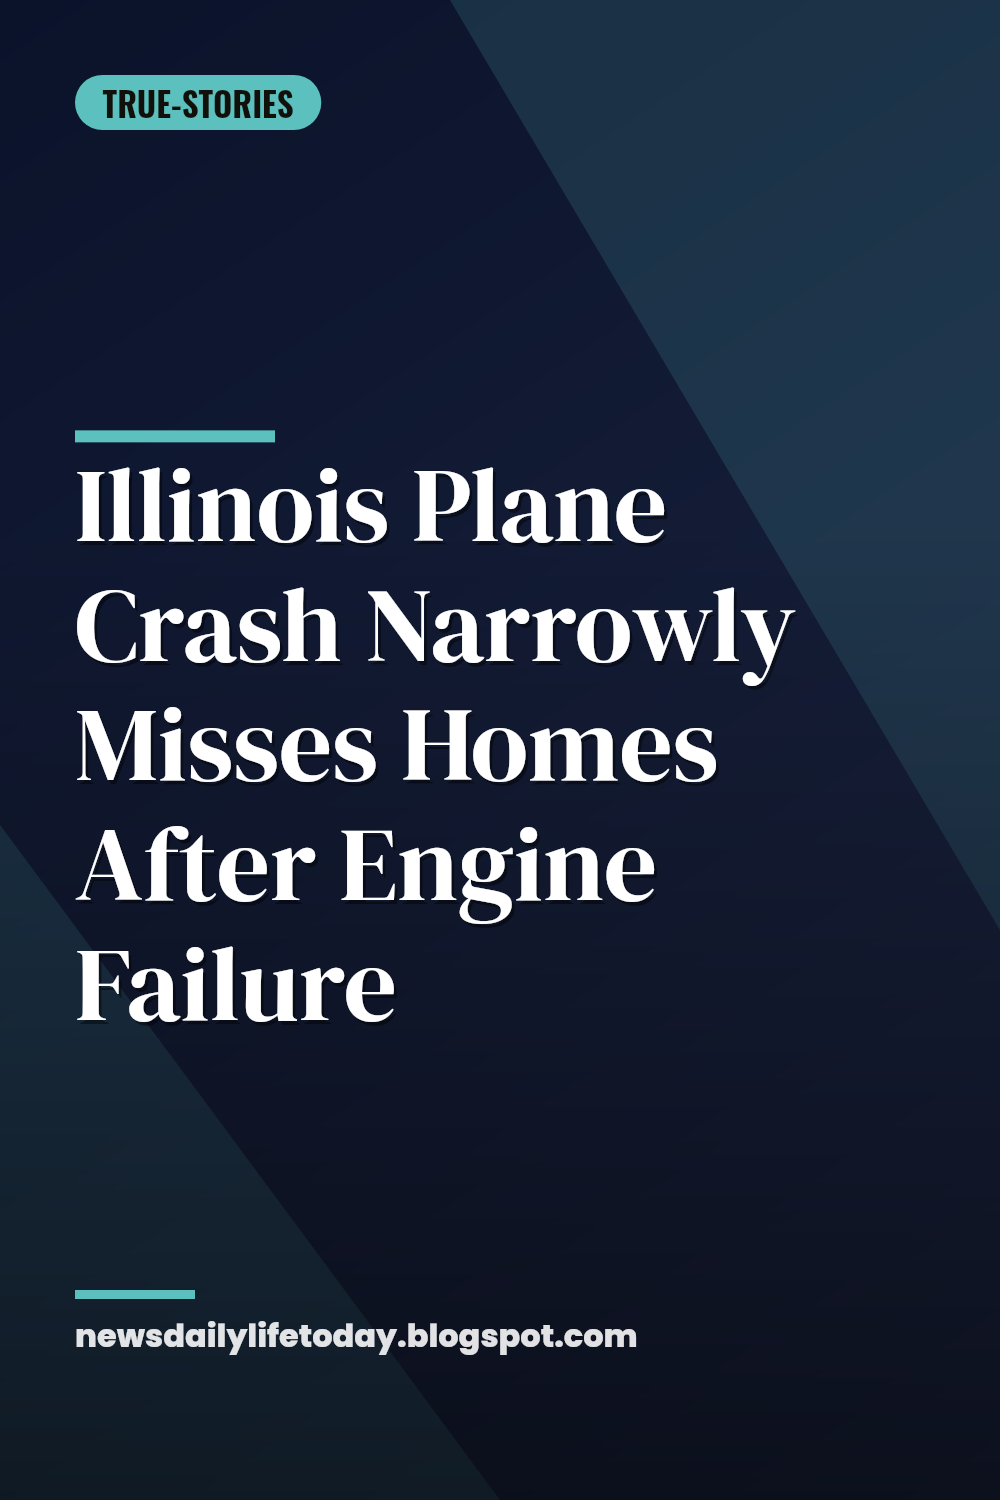 TRUE-STORIES
Illinois Plane
Crash Narrowly
Misses Homes
After Engine
Failure
newsdailylifetoday.blogspot.com